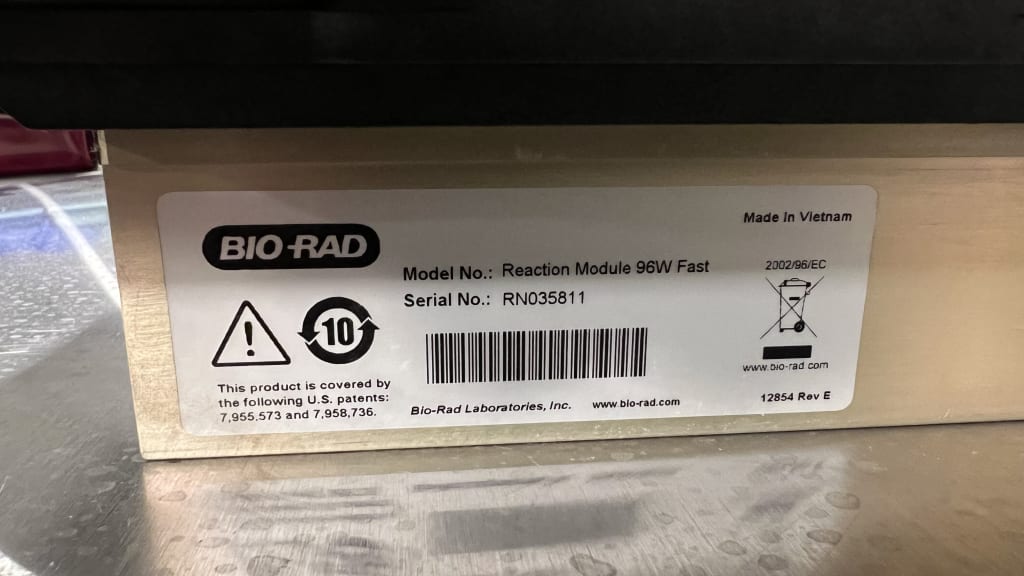 BIO-RAD
Made in Vietnam
Model No.: Reaction Module 96W Fast
Serial No.: RN035811
2002/96/EC
10
www.bio-rad.com
This product is covered by
the following U.S. patents:
7,955,573 and 7,958,736.
Bio-Rad Laboratories, Inc. www.bio-rad.com
12854 Rev E